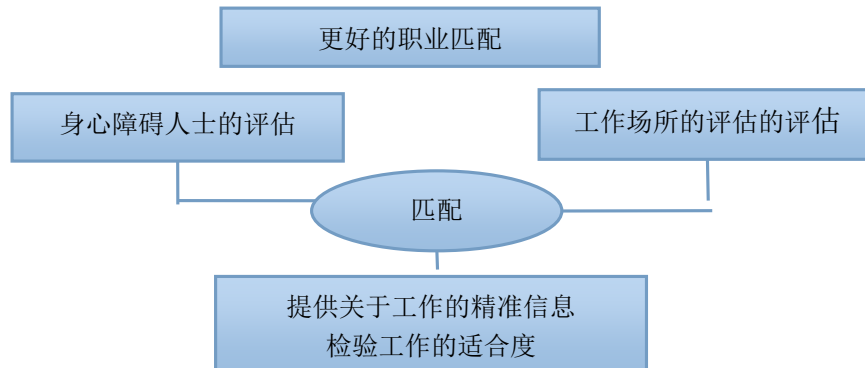 更好的职业匹配
身心障碍人士的评估
工作场所的评估的评估
匹配
提供关于工作的精准信息
检验工作的适合度